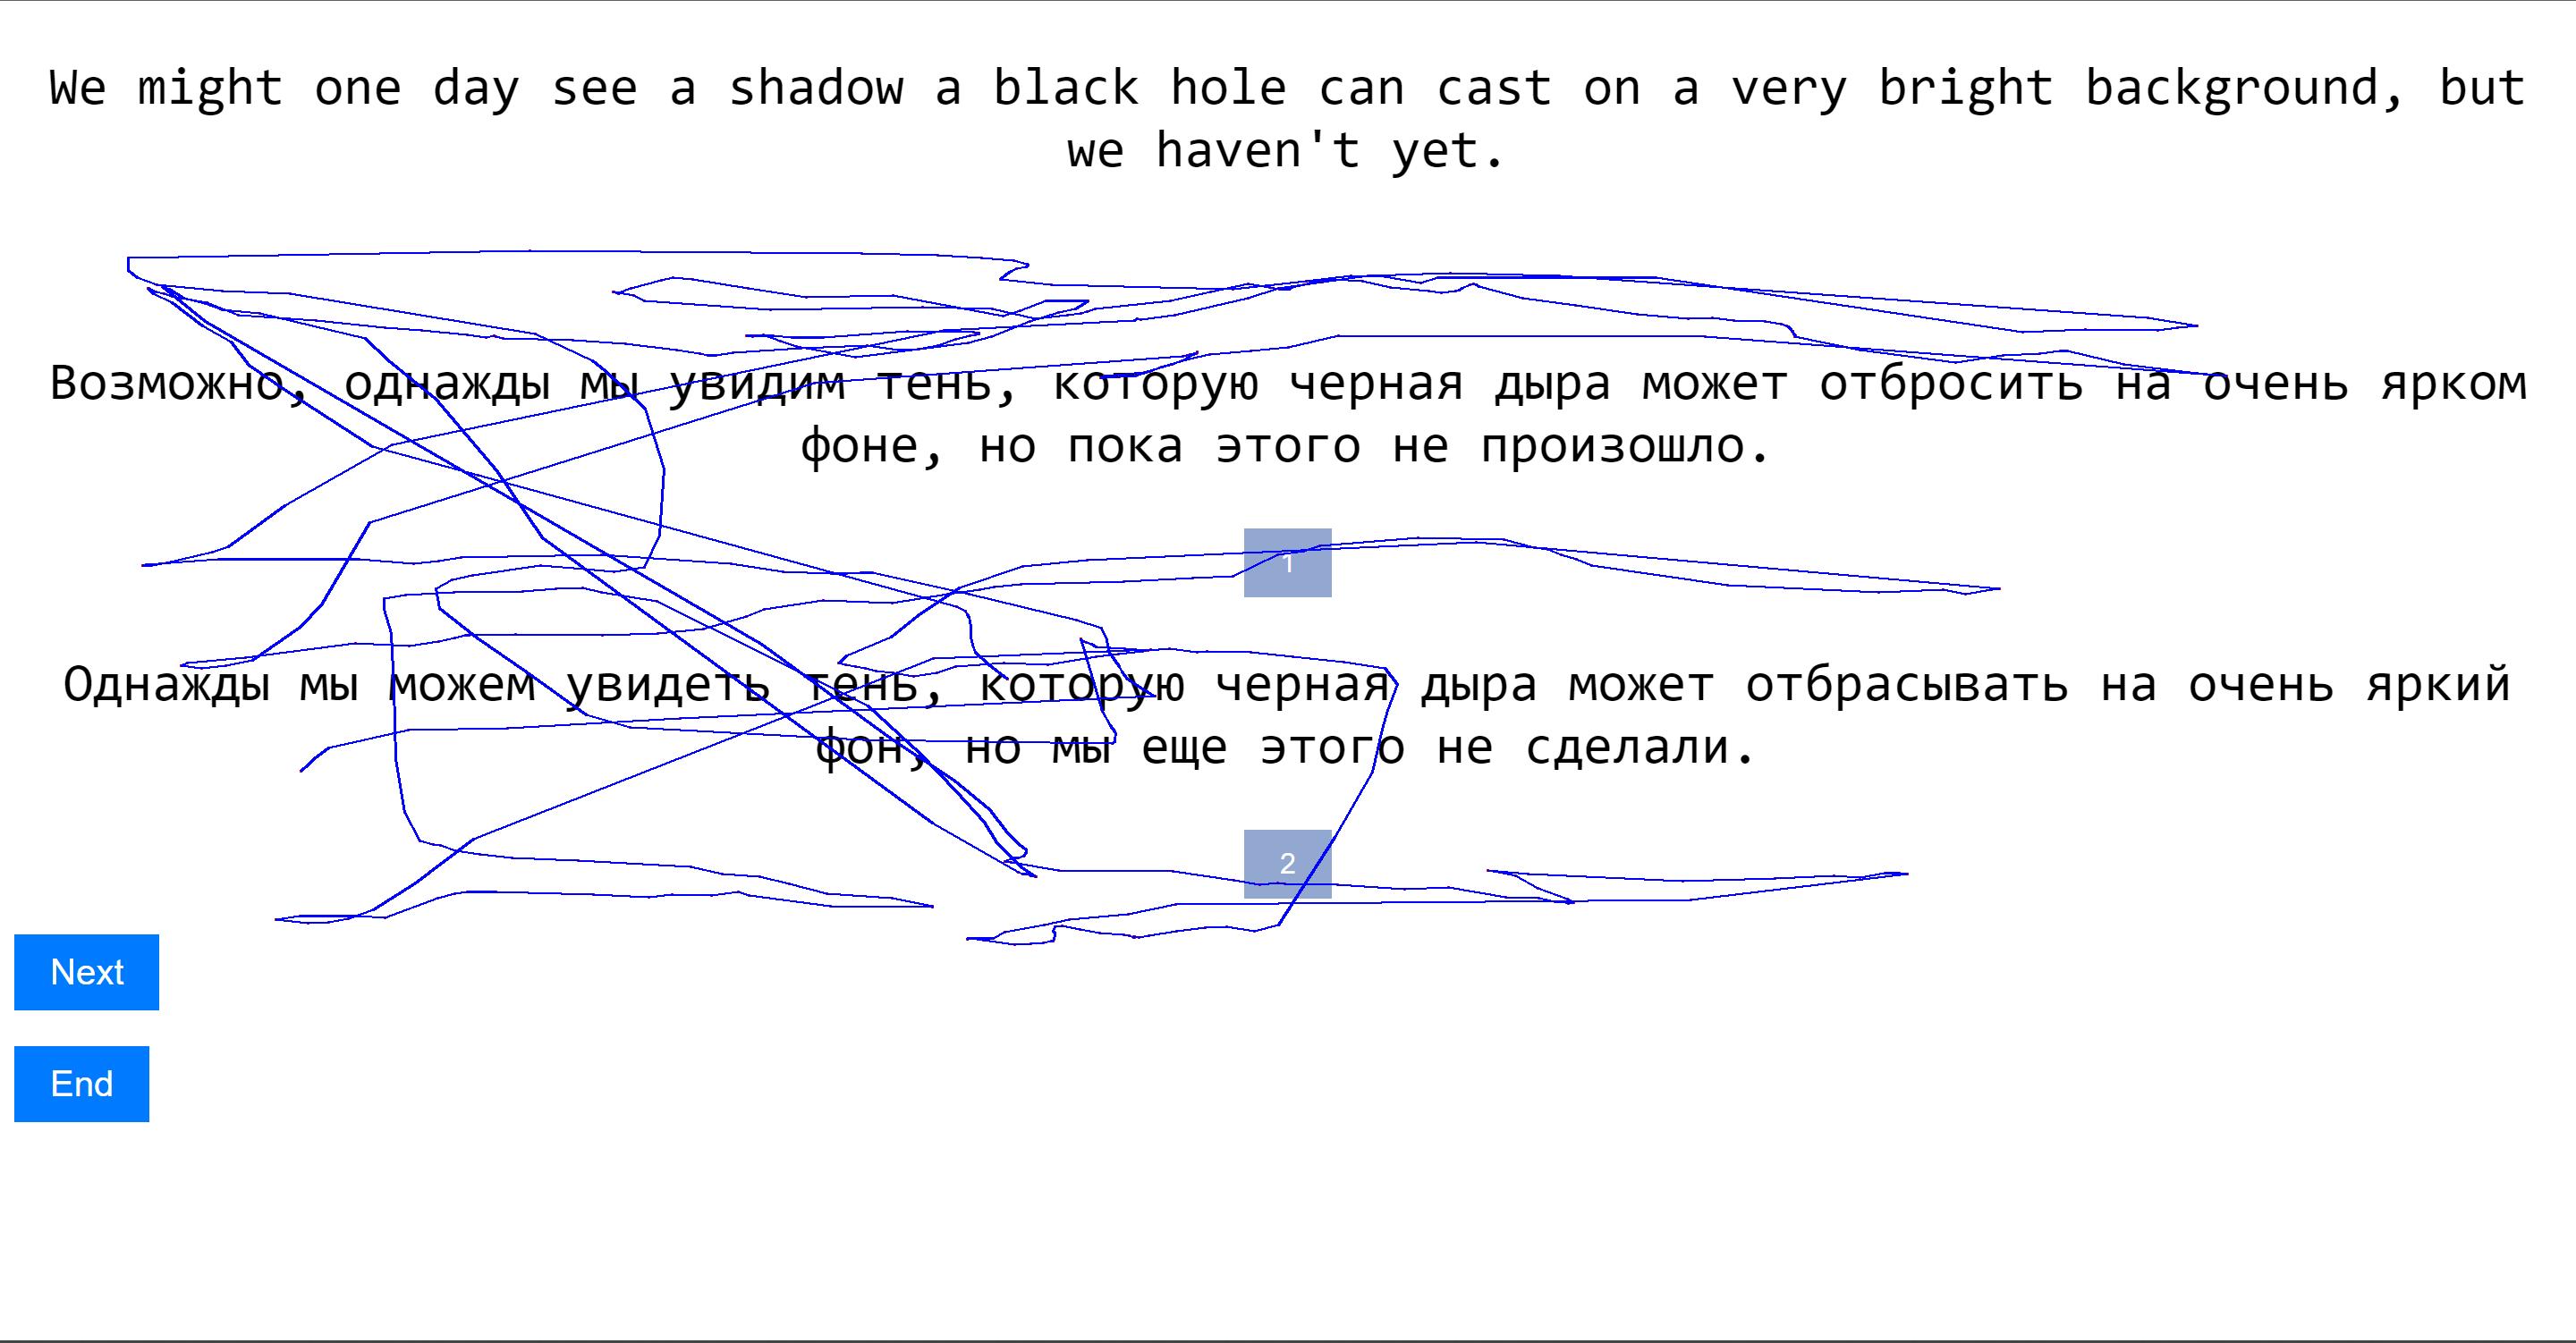 We might one day see a shadow a black hole can cast on a very bright background, but
we haven't yet.
Возможно, однажды мы увидим тень, которую черная дыра может отбросить на очень ярком
фоне, но пока этого не произошло.
1
Однажды мы можем увидеть тень, которую черная дыра может отбрасывать на очень яркий
фон, но мы еще этого не сделали.
2
Next
End